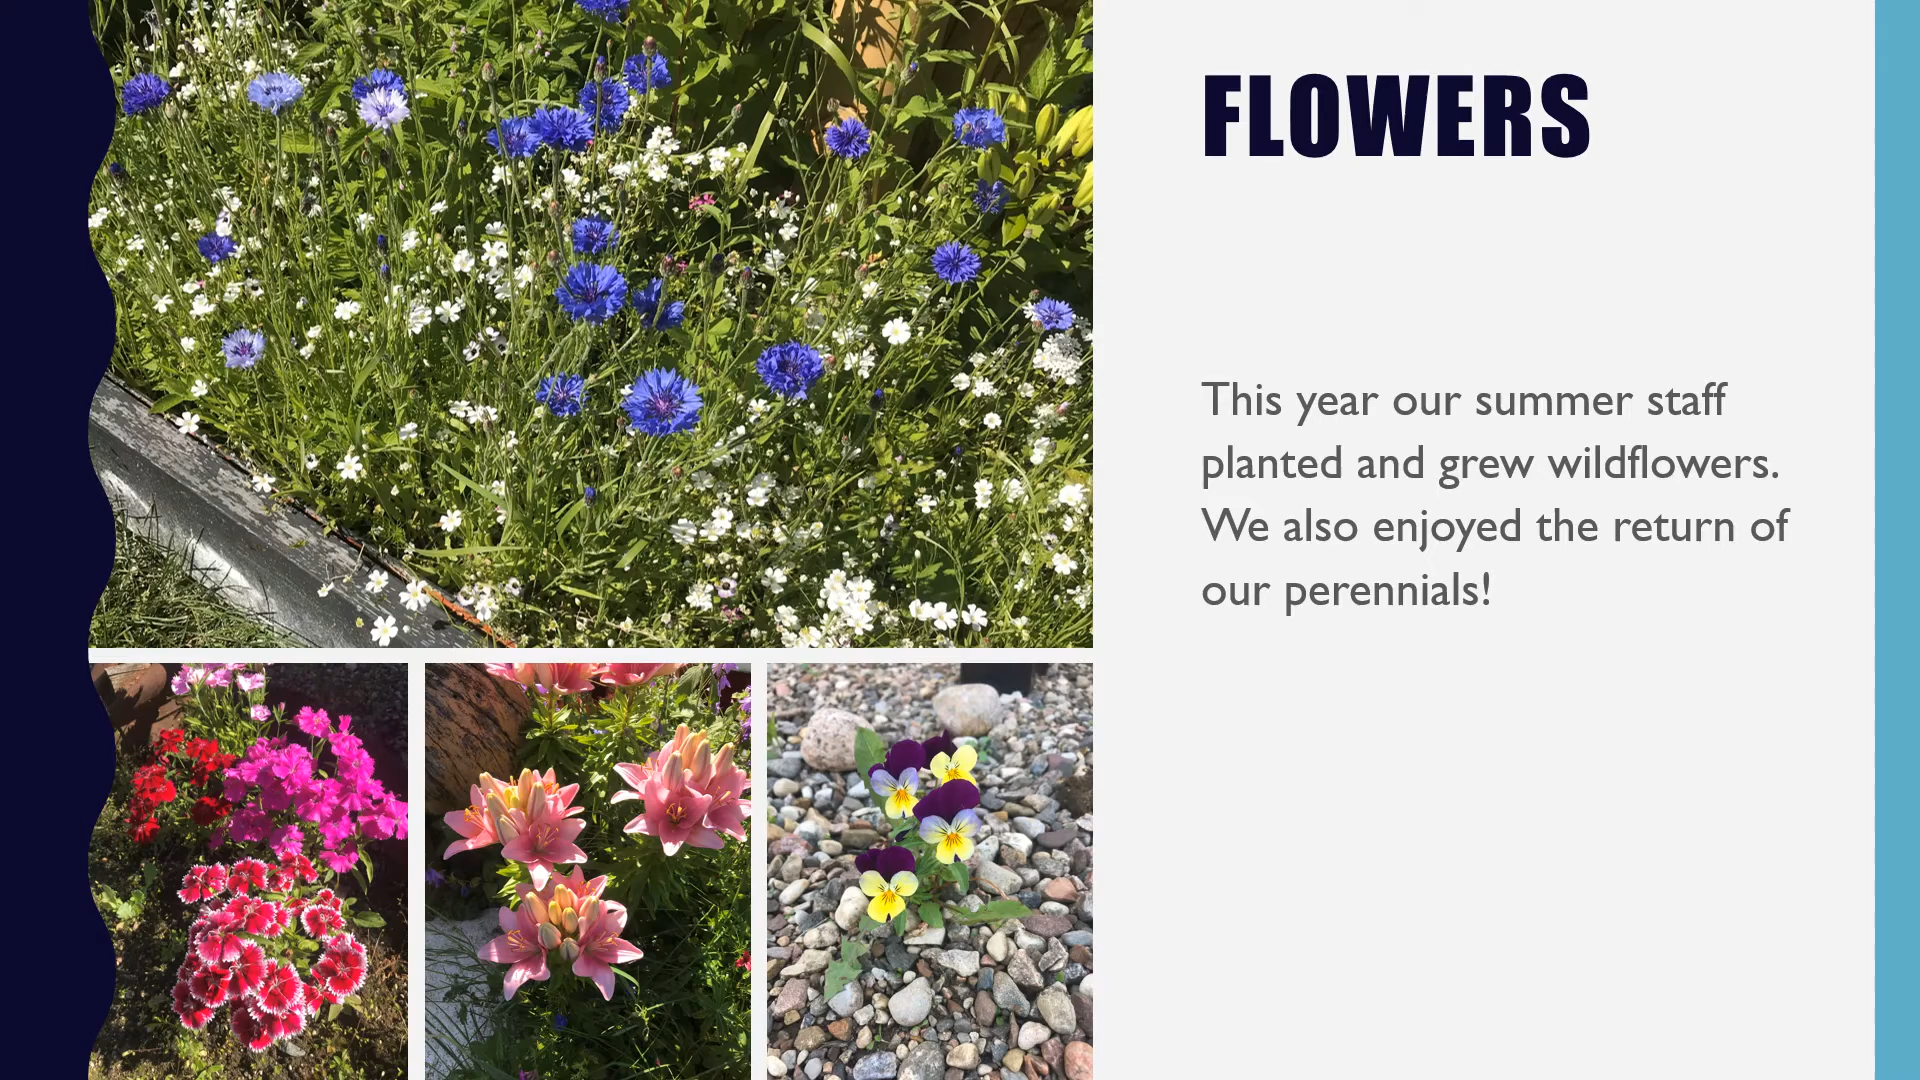 FLOWERS
This year our summer staff
planted and grew wildflowers.
We also enjoyed the return of
our perennials!